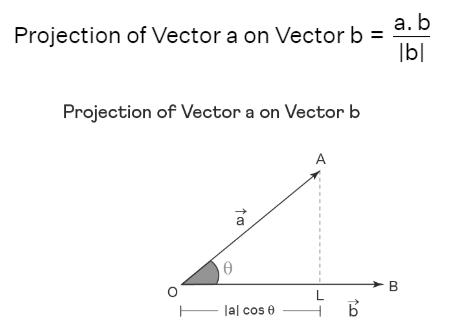 Projection of Vector a on Vector b = a.b / |b|
Projection of Vector a on Vector b
A
a⃗
θ
O
L
B
|a| cos θ
b⃗